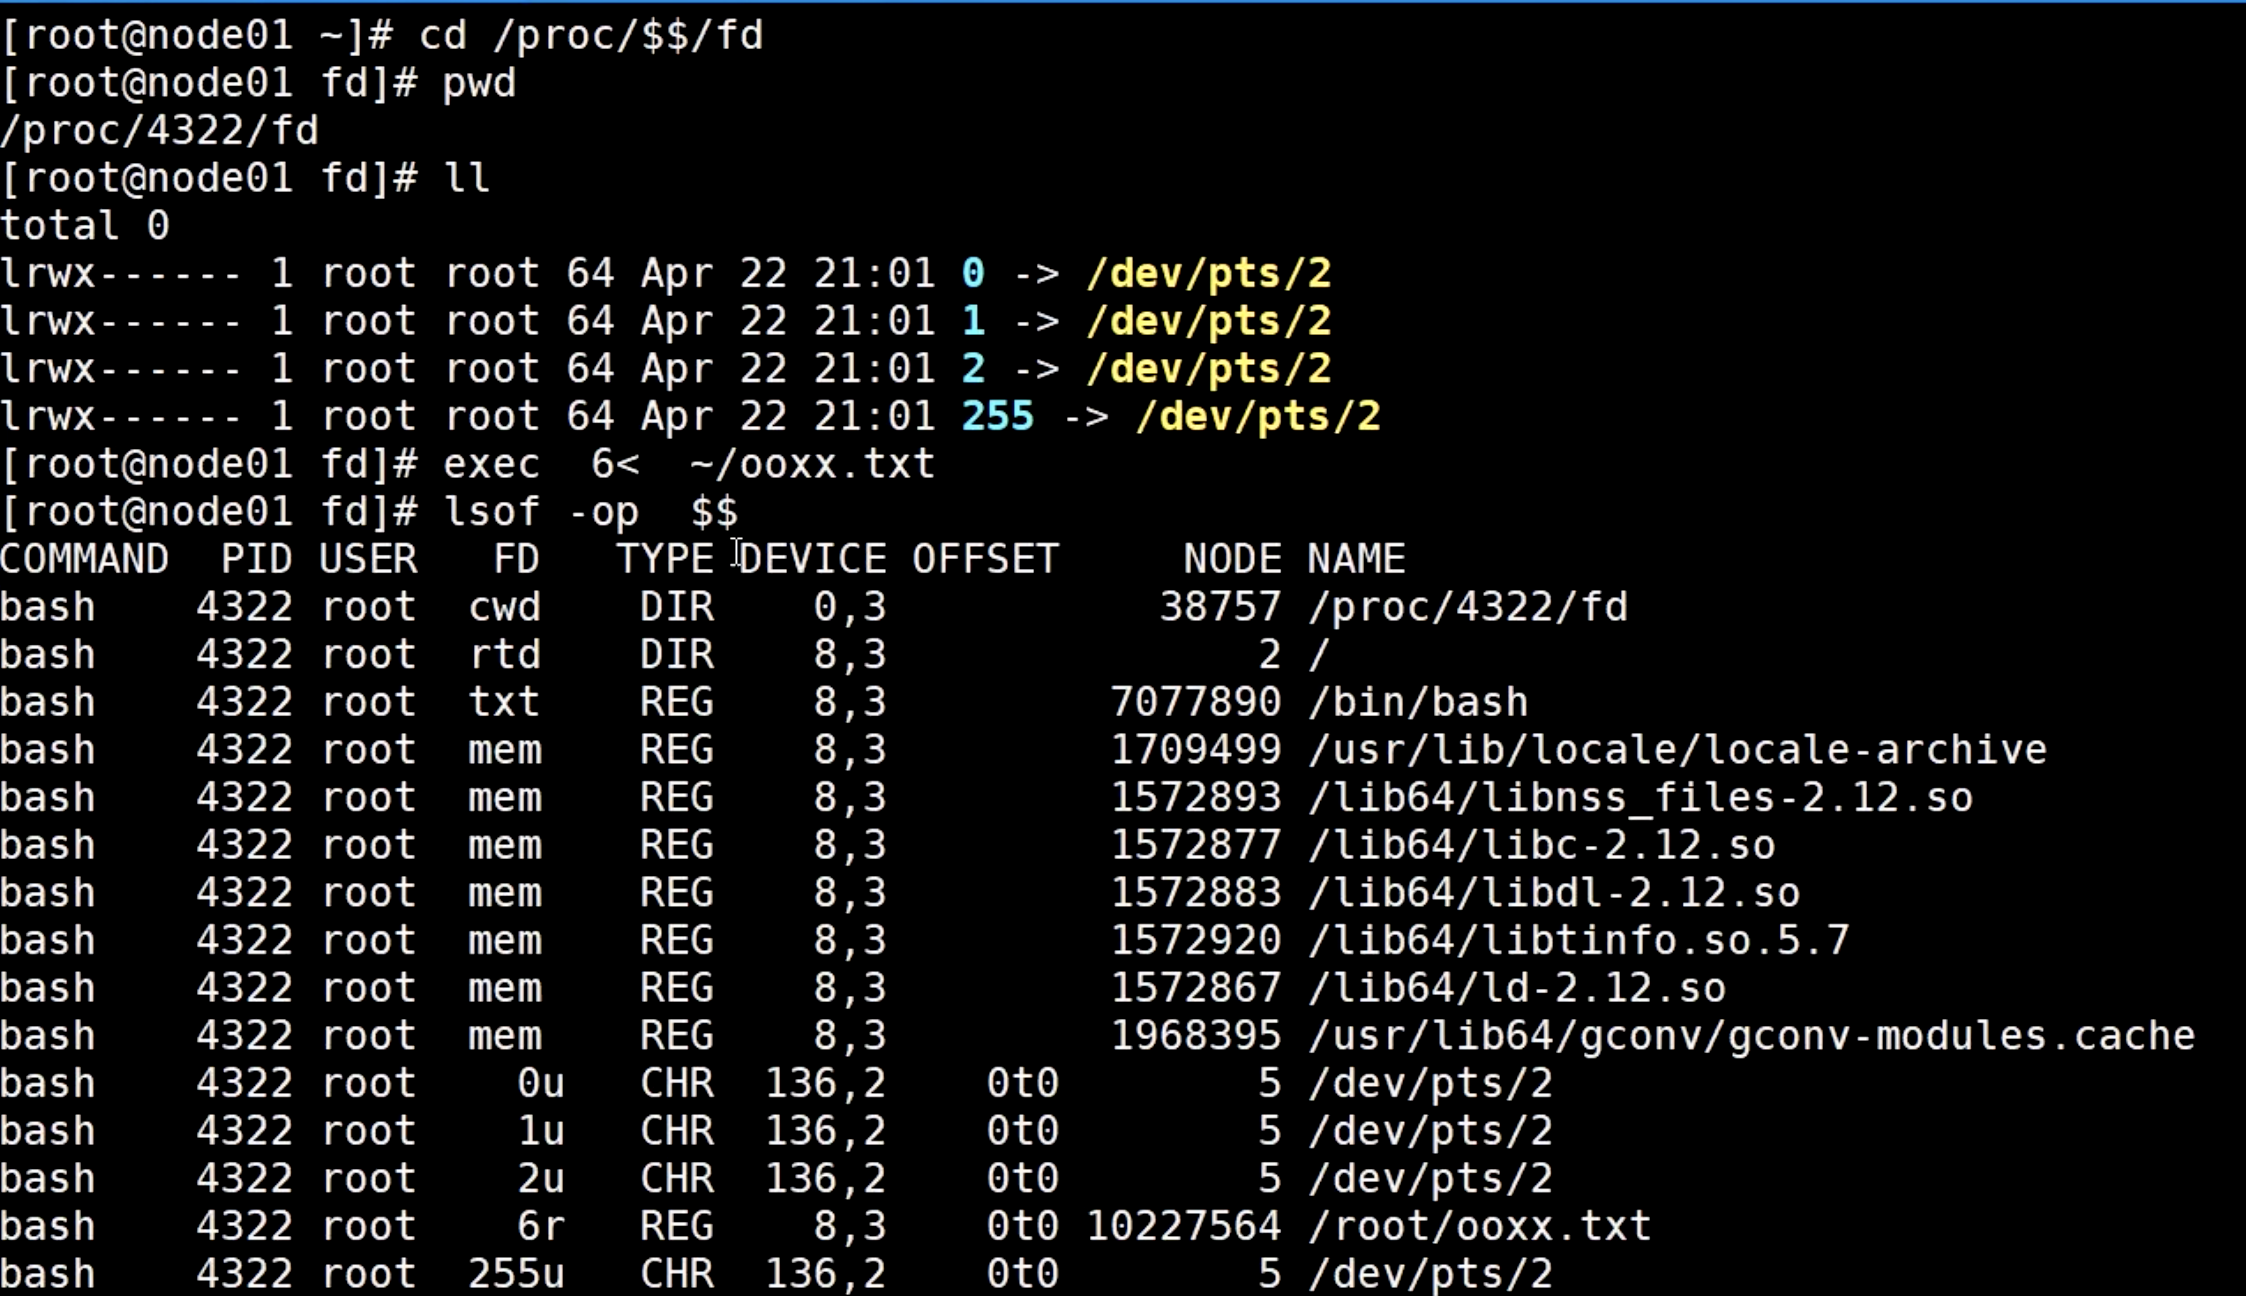 [root@node01 ~]# cd /proc/$$/fd
[root@node01 fd]# pwd
/proc/4322/fd
[root@node01 fd]# ll
total 0
lrwx------ 1 root root 64 Apr 22 21:01 0 -> /dev/pts/2
lrwx------ 1 root root 64 Apr 22 21:01 1 -> /dev/pts/2
lrwx------ 1 root root 64 Apr 22 21:01 2 -> /dev/pts/2
lrwx------ 1 root root 64 Apr 22 21:01 255 -> /dev/pts/2
[root@node01 fd]# exec  6<  ~/ooxx.txt
[root@node01 fd]# lsof -op  $$
COMMAND  PID USER   FD   TYPE DEVICE OFFSET     NODE NAME
bash    4322 root  cwd    DIR    0,3           38757 /proc/4322/fd
bash    4322 root  rtd    DIR    8,3               2 /
bash    4322 root  txt    REG    8,3         7077890 /bin/bash
bash    4322 root  mem    REG    8,3         1709499 /usr/lib/locale/locale-archive
bash    4322 root  mem    REG    8,3         1572893 /lib64/libnss_files-2.12.so
bash    4322 root  mem    REG    8,3         1572877 /lib64/libc-2.12.so
bash    4322 root  mem    REG    8,3         1572883 /lib64/libdl-2.12.so
bash    4322 root  mem    REG    8,3         1572920 /lib64/libtinfo.so.5.7
bash    4322 root  mem    REG    8,3         1572867 /lib64/ld-2.12.so
bash    4322 root  mem    REG    8,3         1968395 /usr/lib64/gconv/gconv-modules.cache
bash    4322 root    0u   CHR  136,2    0t0        5 /dev/pts/2
bash    4322 root    1u   CHR  136,2    0t0        5 /dev/pts/2
bash    4322 root    2u   CHR  136,2    0t0        5 /dev/pts/2
bash    4322 root    6r   REG    8,3    0t0 10227564 /root/ooxx.txt
bash    4322 root  255u   CHR  136,2    0t0        5 /dev/pts/2